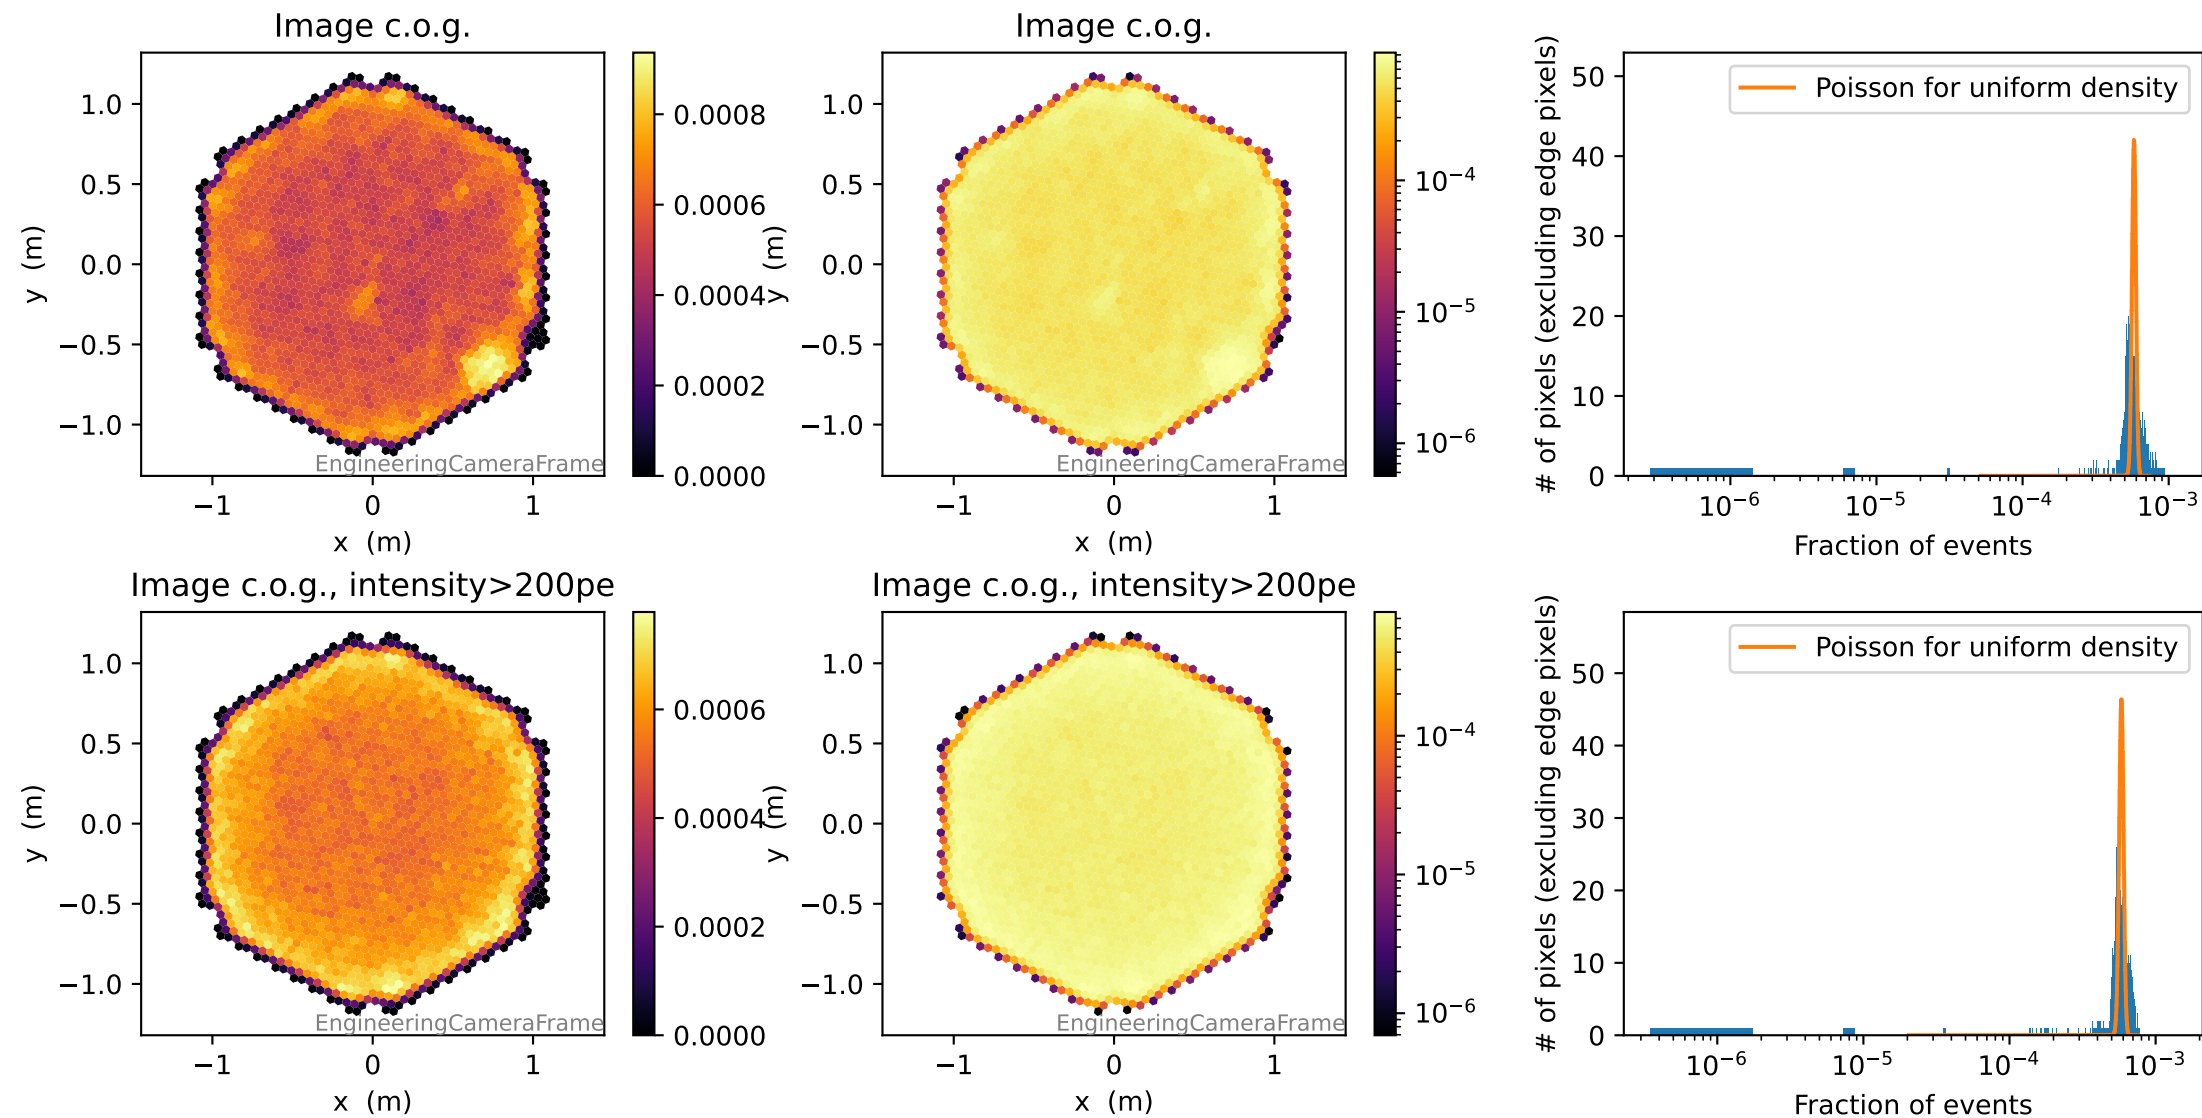 Image c.o.g.
1.0
0.5
0.0
−0.5
−1.0
y (m)
−1 0 1
x (m)
EngineeringCameraFrame
0.0008
0.0006
0.0004
0.0002
0.0000
Image c.o.g.
1.0
0.5
0.0
−0.5
−1.0
y (m)
−1 0 1
x (m)
EngineeringCameraFrame
10−4
10−5
10−6
# of pixels (excluding edge pixels)
50
40
30
20
10
0
Poisson for uniform density
10−6 10−5 10−4 10−3
Fraction of events
Image c.o.g., intensity>200pe
1.0
0.5
0.0
−0.5
−1.0
y (m)
−1 0 1
x (m)
EngineeringCameraFrame
0.0006
0.0004
0.0002
0.0000
Image c.o.g., intensity>200pe
1.0
0.5
0.0
−0.5
−1.0
y (m)
−1 0 1
x (m)
EngineeringCameraFrame
10−4
10−5
10−6
# of pixels (excluding edge pixels)
50
40
30
20
10
0
Poisson for uniform density
10−6 10−5 10−4 10−3
Fraction of events